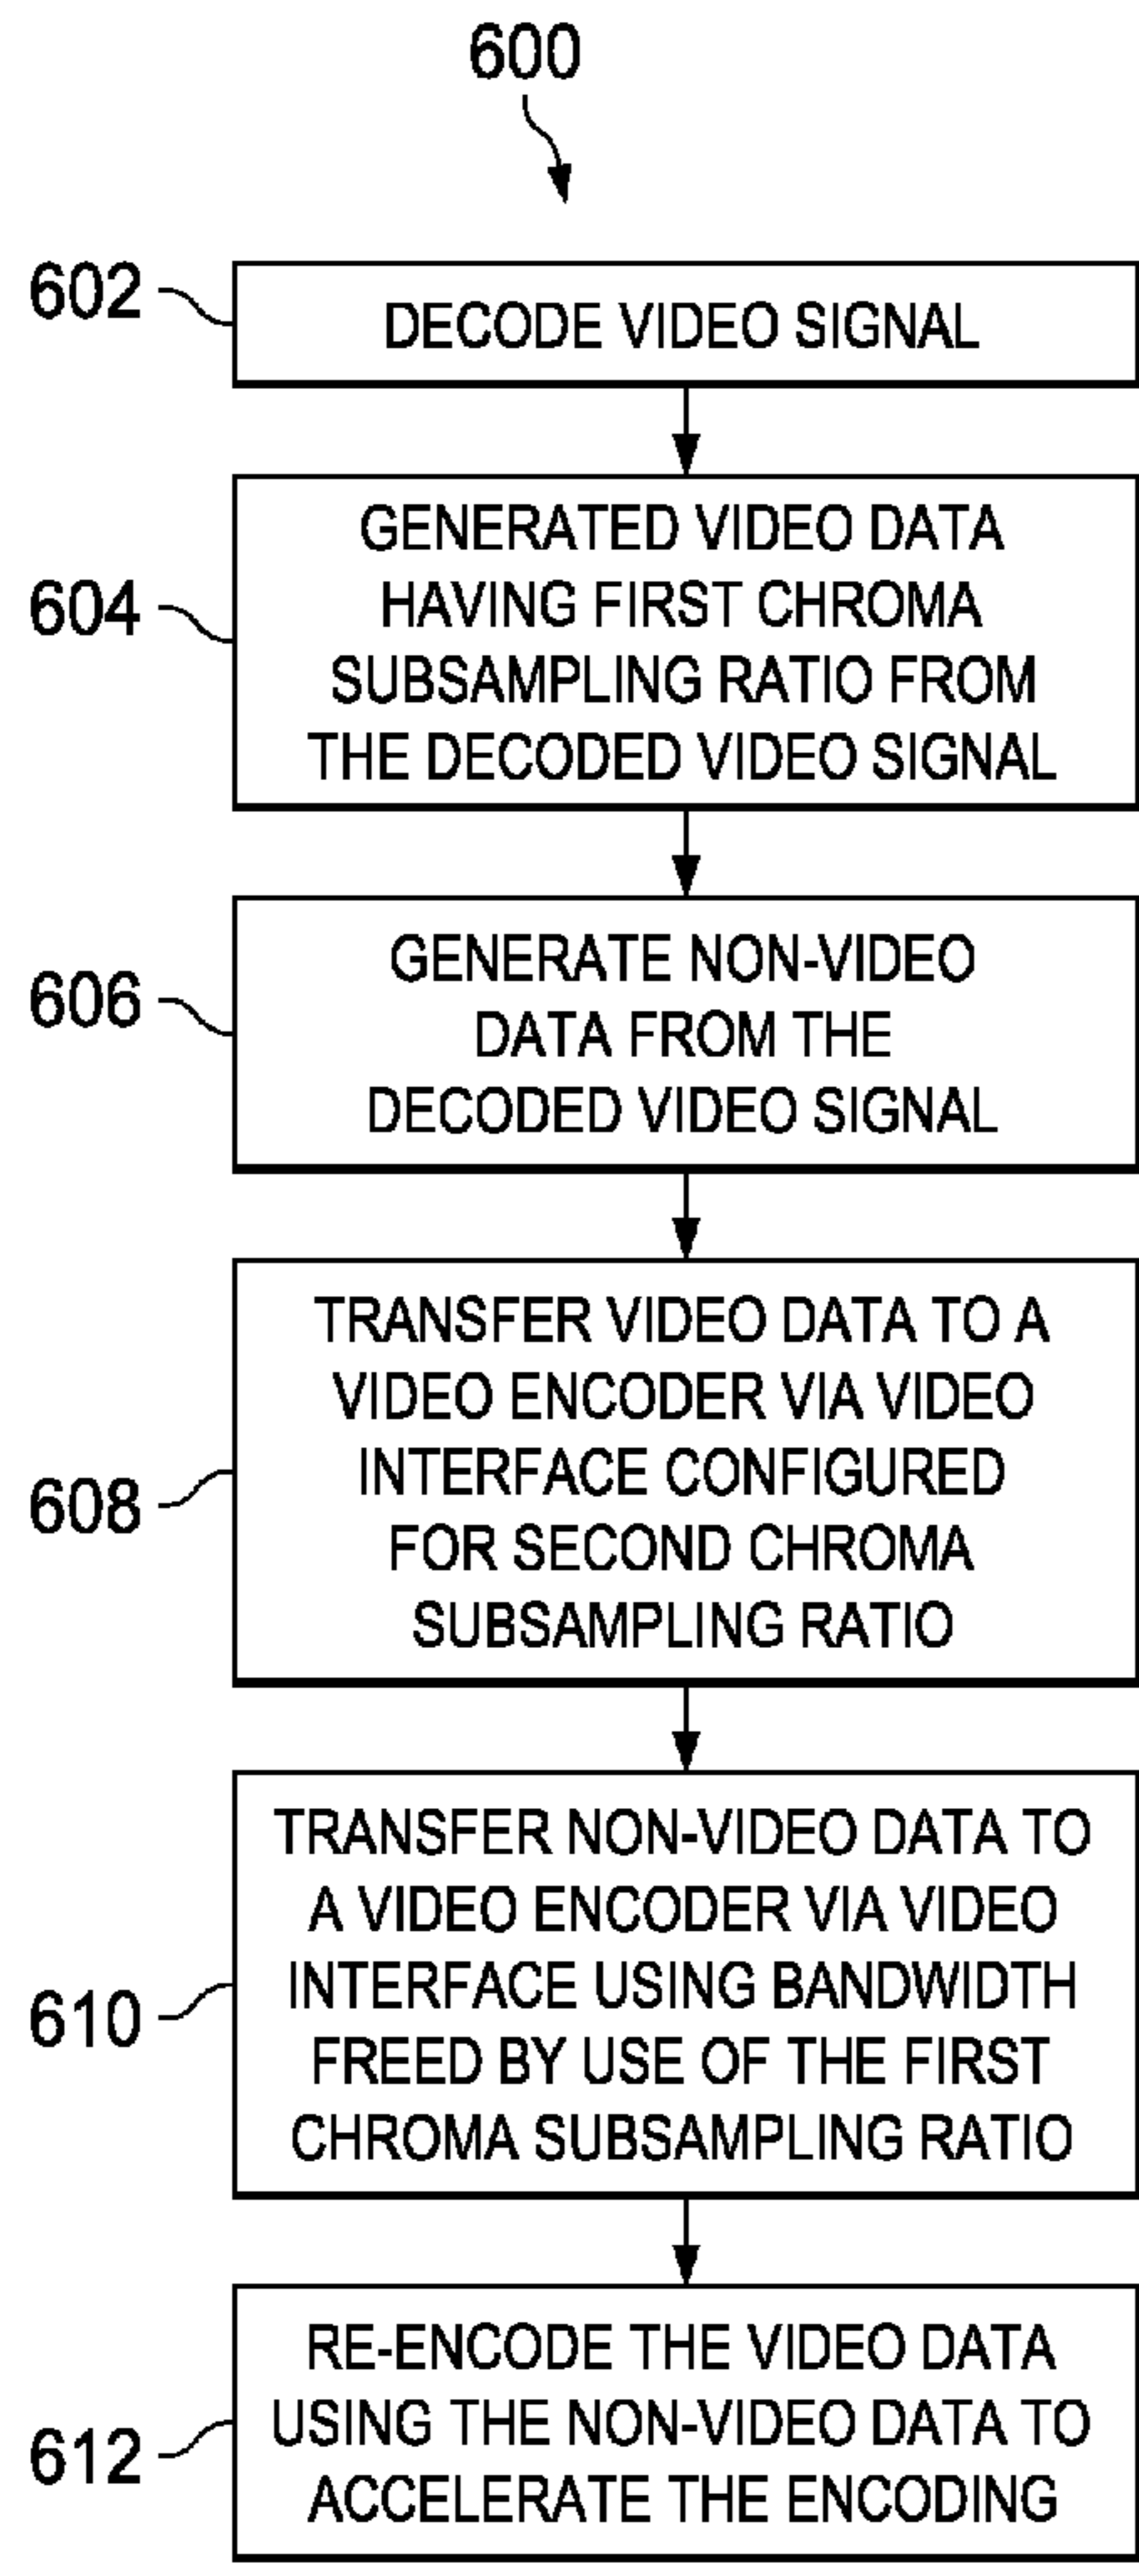 600
602
DECODE VIDEO SIGNAL
604
GENERATED VIDEO DATA
HAVING FIRST CHROMA
SUBSAMPLING RATIO FROM
THE DECODED VIDEO SIGNAL
606
GENERATE NON-VIDEO
DATA FROM THE
DECODED VIDEO SIGNAL
608
TRANSFER VIDEO DATA TO A
VIDEO ENCODER VIA VIDEO
INTERFACE CONFIGURED
FOR SECOND CHROMA
SUBSAMPLING RATIO
610
TRANSFER NON-VIDEO DATA TO
A VIDEO ENCODER VIA VIDEO
INTERFACE USING BANDWIDTH
FREED BY USE OF THE FIRST
CHROMA SUBSAMPLING RATIO
612
RE-ENCODE THE VIDEO DATA
USING THE NON-VIDEO DATA TO
ACCELERATE THE ENCODING